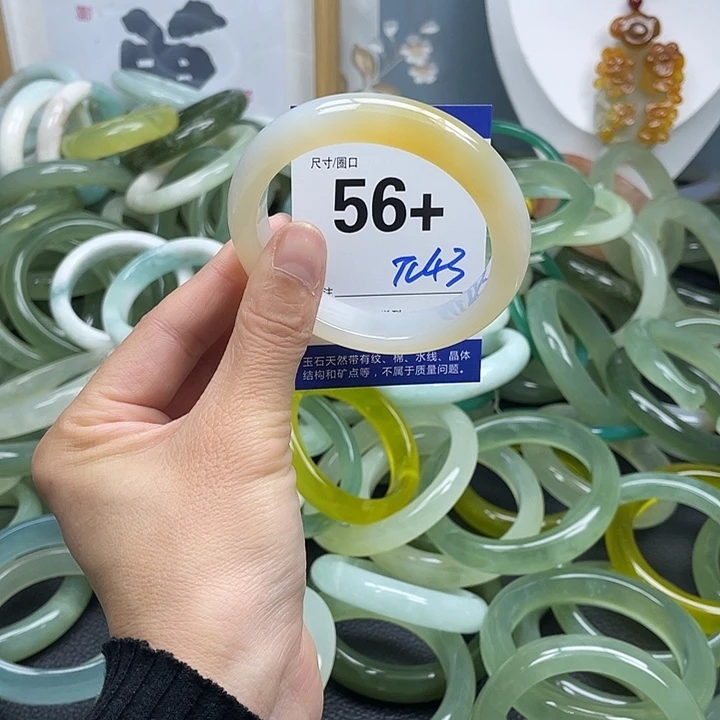 尺寸/圈口
56+
TC43
注
玉石天然带有纹、棉、水线、晶体
结构和矿点等，不属于质量问题。